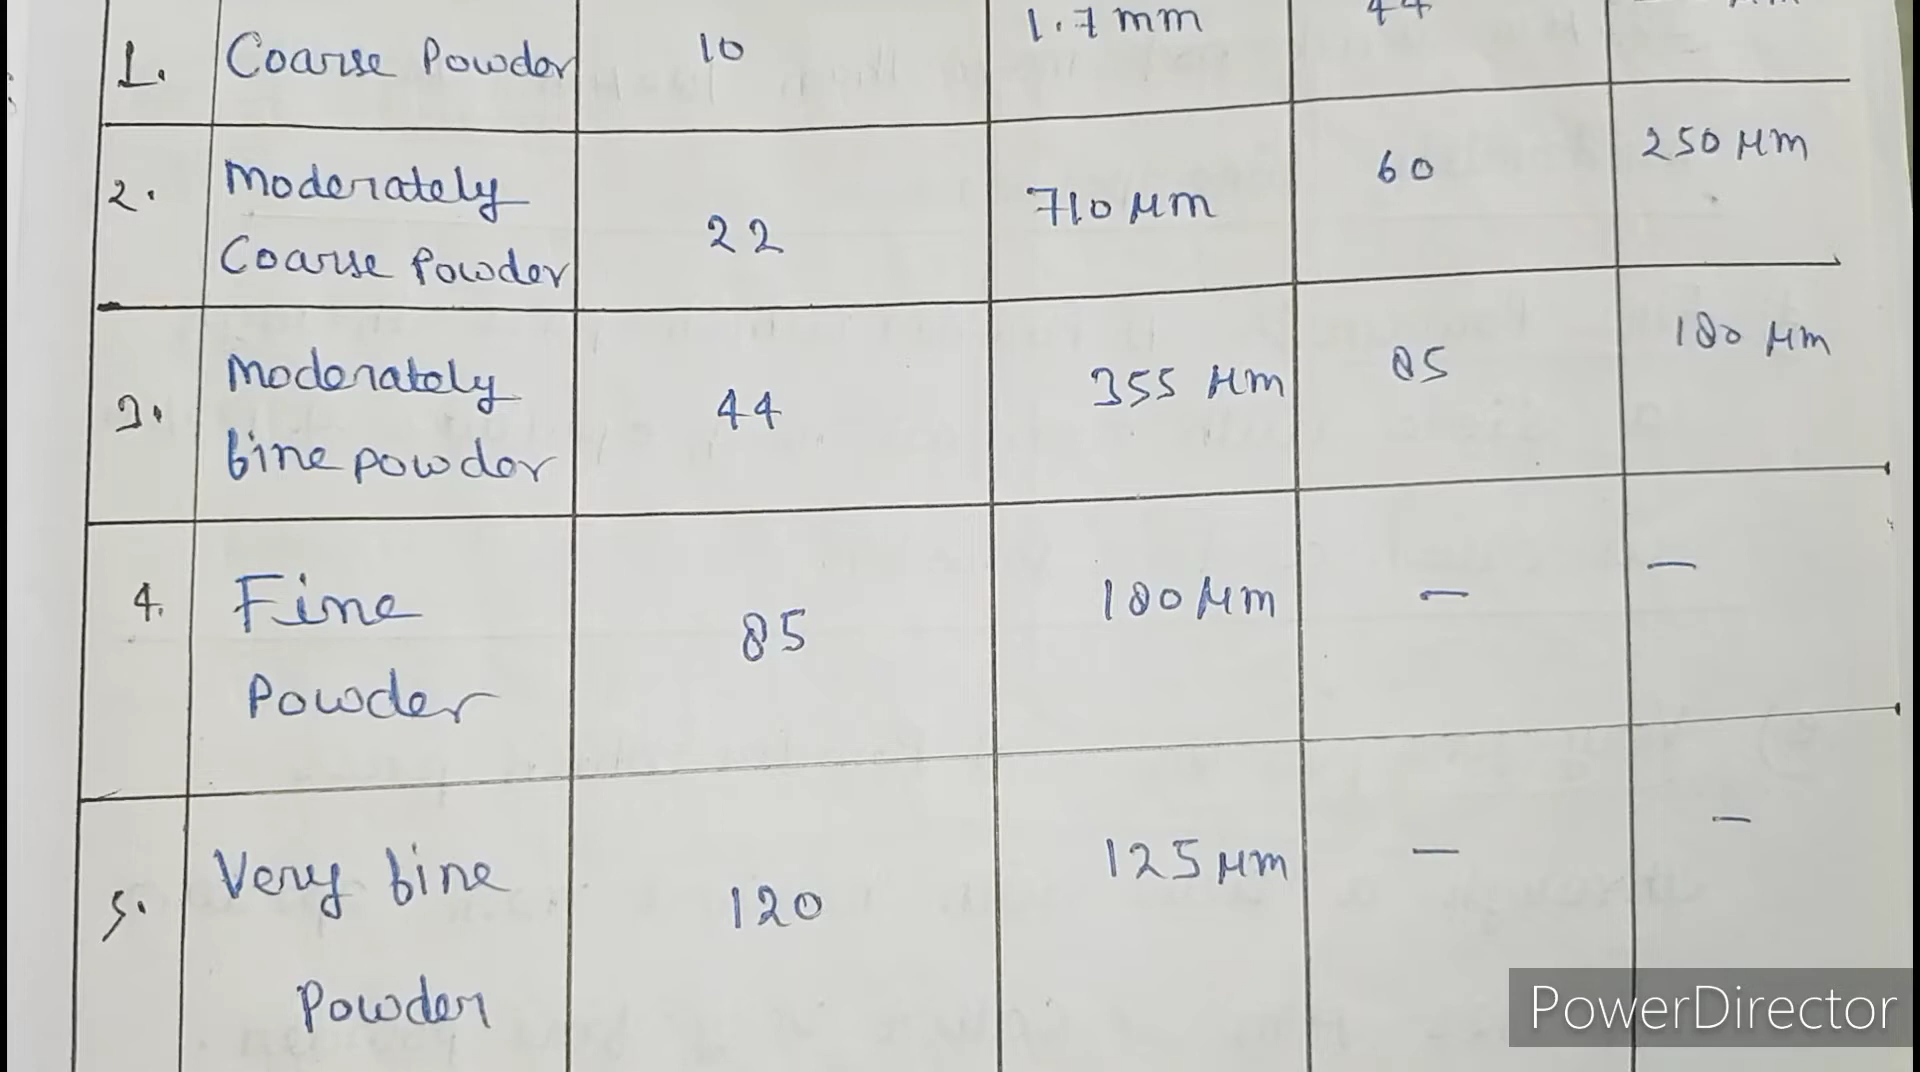 1. Coarse Powder 10 1.7 mm 44
2. Moderately Coarse Powder 22 710 μm 60 250 μm
3. Moderately fine powder 44 355 μm 85 180 μm
4. Fine Powder 85 180 μm – –
5. Very fine Powder 120 125 μm – –
PowerDirector